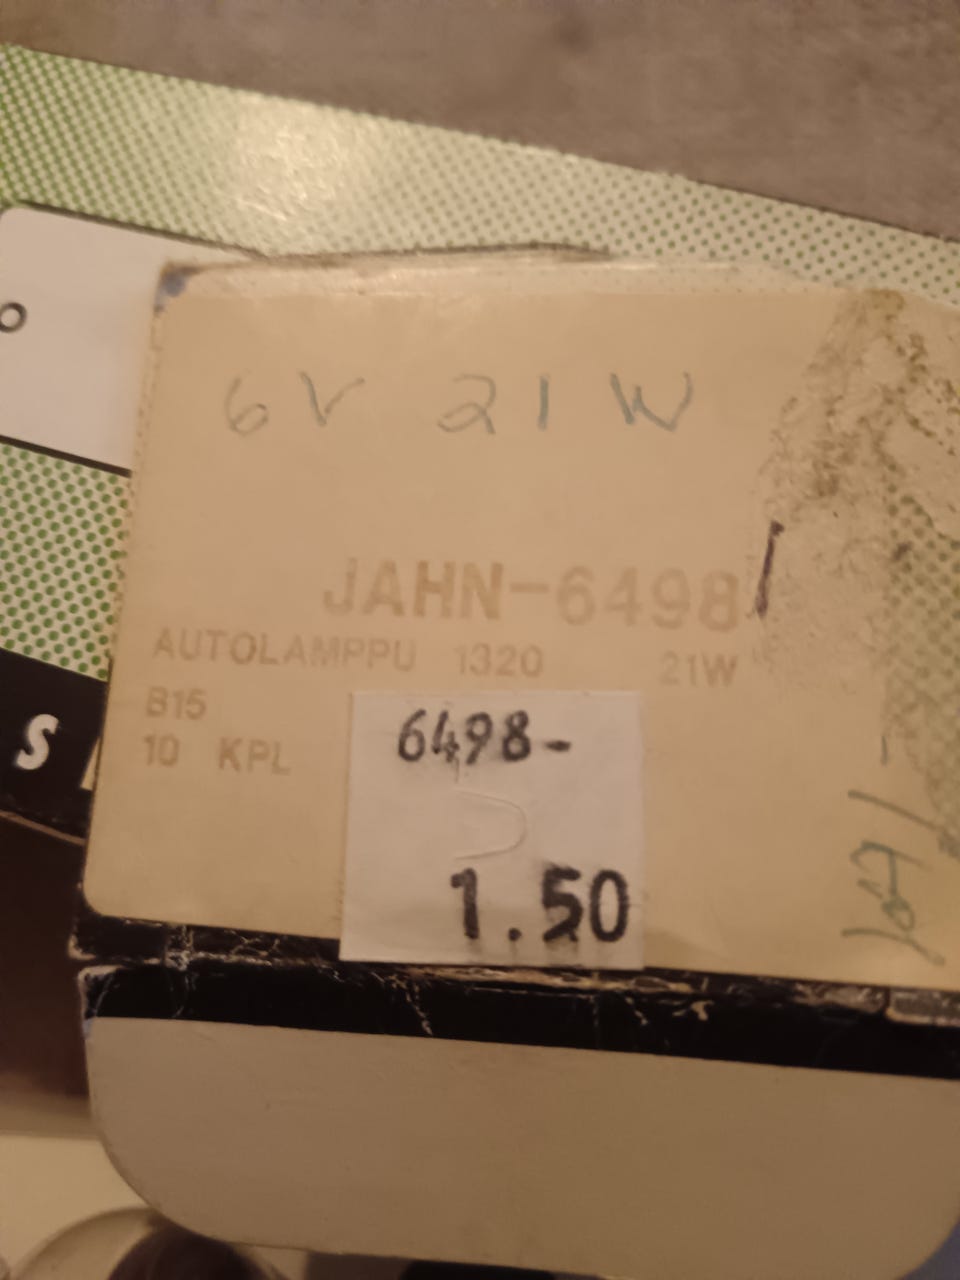 6V 21W
JAHN-6498
AUTOLAMPPU 1320 21W
B15
10 KPL
6498-
1.50
S